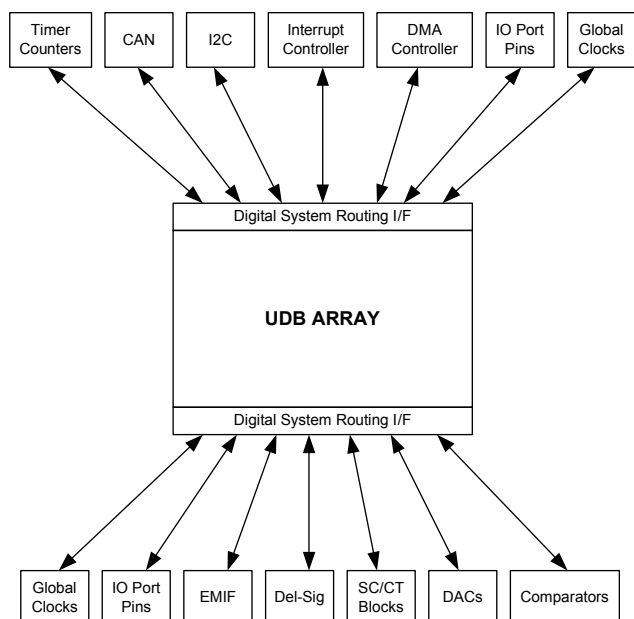 Timer
Counters
CAN
I2C
Interrupt
Controller
DMA
Controller
IO Port
Pins
Global
Clocks
Digital System Routing I/F
UDB ARRAY
Digital System Routing I/F
Global
Clocks
IO Port
Pins
EMIF
Del-Sig
SC/CT
Blocks
DACs
Comparators